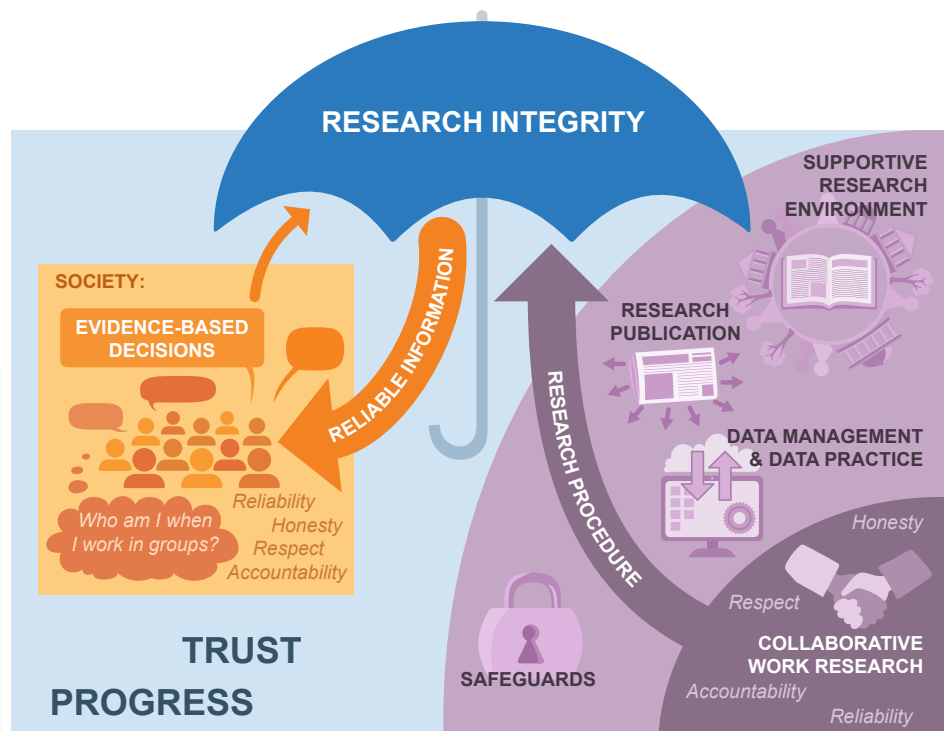 RESEARCH INTEGRITY
SUPPORTIVE
RESEARCH
ENVIRONMENT
SOCIETY:
EVIDENCE-BASED
DECISIONS
RELIABLE INFORMATION
RESEARCH
PUBLICATION
RESEARCH PROCEDURE
DATA MANAGEMENT
& DATA PRACTICE
Who am I when
I work in groups?
Reliability
Honesty
Respect
Accountability
Honesty
Respect
COLLABORATIVE
WORK RESEARCH
Accountability
Reliability
SAFEGUARDS
TRUST
PROGRESS